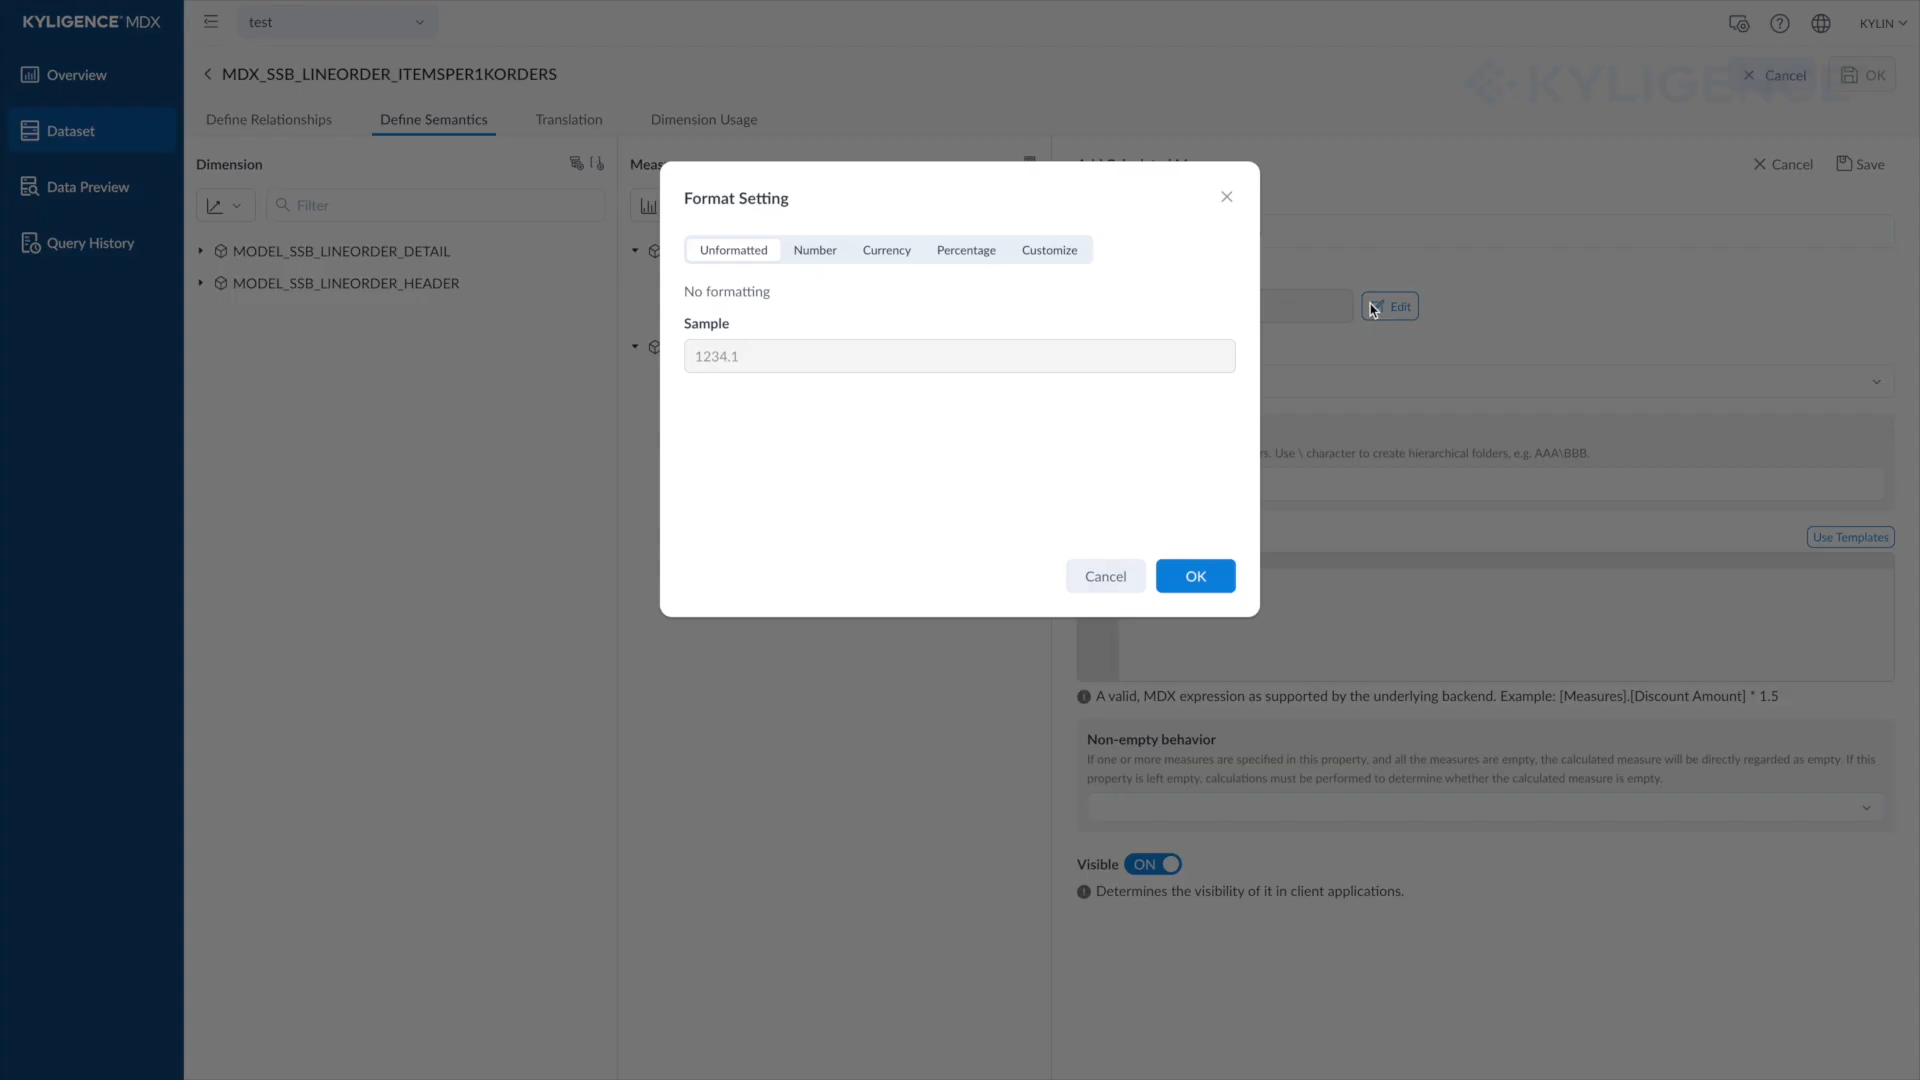 KYLIGENCE® MDX
test
KYLIN
Overview
Dataset
Data Preview
Query History
MDX_SSB_LINEORDER_ITEMSPER1KORDERS
KYLIGEN
Cancel
OK
Define Relationships
Define Semantics
Translation
Dimension Usage
Dimension
Filter
MODEL_SSB_LINEORDER_DETAIL
MODEL_SSB_LINEORDER_HEADER
Meas
Cancel
Save
Format Setting
Unformatted
Number
Currency
Percentage
Customize
No formatting
Sample
1234.1
Cancel
OK
Edit
rs. Use \ character to create hierarchical folders, e.g. AAA\BBB.
Use Templates
A valid, MDX expression as supported by the underlying backend. Example: [Measures].[Discount Amount] * 1.5
Non-empty behavior
If one or more measures are specified in this property, and all the measures are empty, the calculated measure will be directly regarded as empty. If this
property is left empty, calculations must be performed to determine whether the calculated measure is empty.
Visible
ON
Determines the visibility of it in client applications.